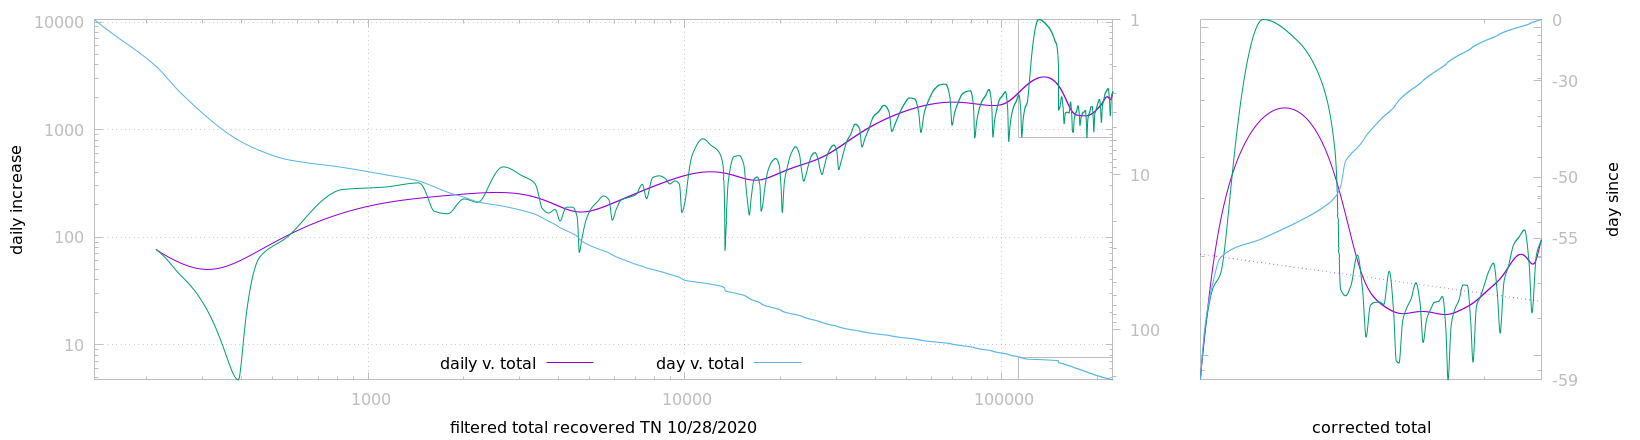 10000
1000
100
10
daily increase
1000
10000
100000
1
10
100
daily v. total
day v. total
filtered total recovered TN 10/28/2020
0
-30
-50
-55
-59
day since
corrected total